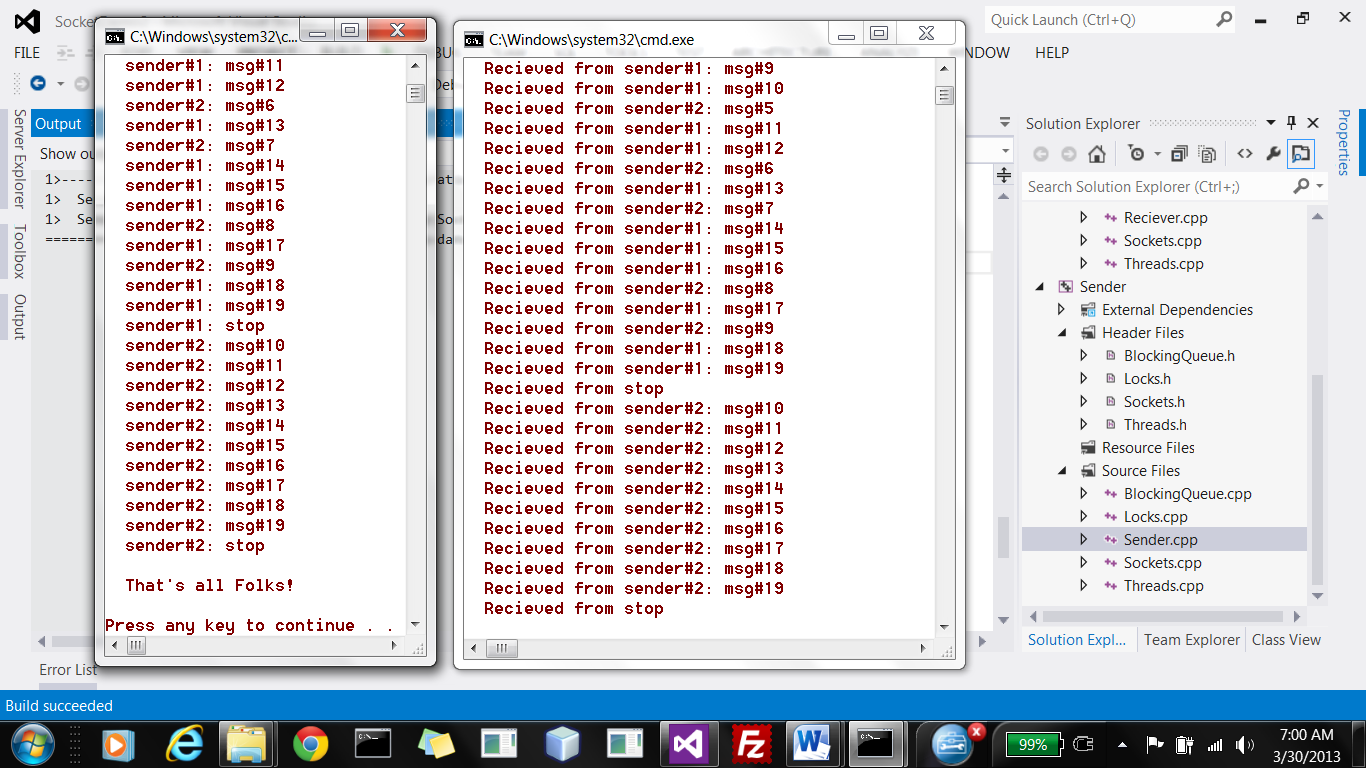 Quick Launch (Ctrl+Q)
FILE
INDOW
HELP
C:\Windows\system32\c...
sender#1: msg#11
sender#1: msg#12
sender#2: msg#6
sender#1: msg#13
sender#2: msg#7
sender#1: msg#14
sender#1: msg#15
sender#1: msg#16
sender#2: msg#8
sender#1: msg#17
sender#2: msg#9
sender#1: msg#18
sender#1: msg#19
sender#1: stop
sender#2: msg#10
sender#2: msg#11
sender#2: msg#12
sender#2: msg#13
sender#2: msg#14
sender#2: msg#15
sender#2: msg#16
sender#2: msg#17
sender#2: msg#18
sender#2: msg#19
sender#2: stop
That's all Folks!
Press any key to continue . .
C:\Windows\system32\cmd.exe
Recieved from sender#1: msg#9
Recieved from sender#1: msg#10
Recieved from sender#2: msg#5
Recieved from sender#1: msg#11
Recieved from sender#1: msg#12
Recieved from sender#2: msg#6
Recieved from sender#1: msg#13
Recieved from sender#2: msg#7
Recieved from sender#1: msg#14
Recieved from sender#1: msg#15
Recieved from sender#1: msg#16
Recieved from sender#2: msg#8
Recieved from sender#1: msg#17
Recieved from sender#2: msg#9
Recieved from sender#1: msg#18
Recieved from sender#1: msg#19
Recieved from stop
Recieved from sender#2: msg#10
Recieved from sender#2: msg#11
Recieved from sender#2: msg#12
Recieved from sender#2: msg#13
Recieved from sender#2: msg#14
Recieved from sender#2: msg#15
Recieved from sender#2: msg#16
Recieved from sender#2: msg#17
Recieved from sender#2: msg#18
Recieved from sender#2: msg#19
Recieved from stop
Server Explorer
Toolbox
Output
Output
Show ou
1>----
1>  Se
1>  Se
Error List
Properties
Solution Explorer
Search Solution Explorer (Ctrl+;)
Reciever.cpp
Sockets.cpp
Threads.cpp
Sender
External Dependencies
Header Files
BlockingQueue.h
Locks.h
Sockets.h
Threads.h
Resource Files
Source Files
BlockingQueue.cpp
Locks.cpp
Sender.cpp
Sockets.cpp
Threads.cpp
Solution Expl...
Team Explorer
Class View
Build succeeded
99%
7:00 AM
3/30/2013